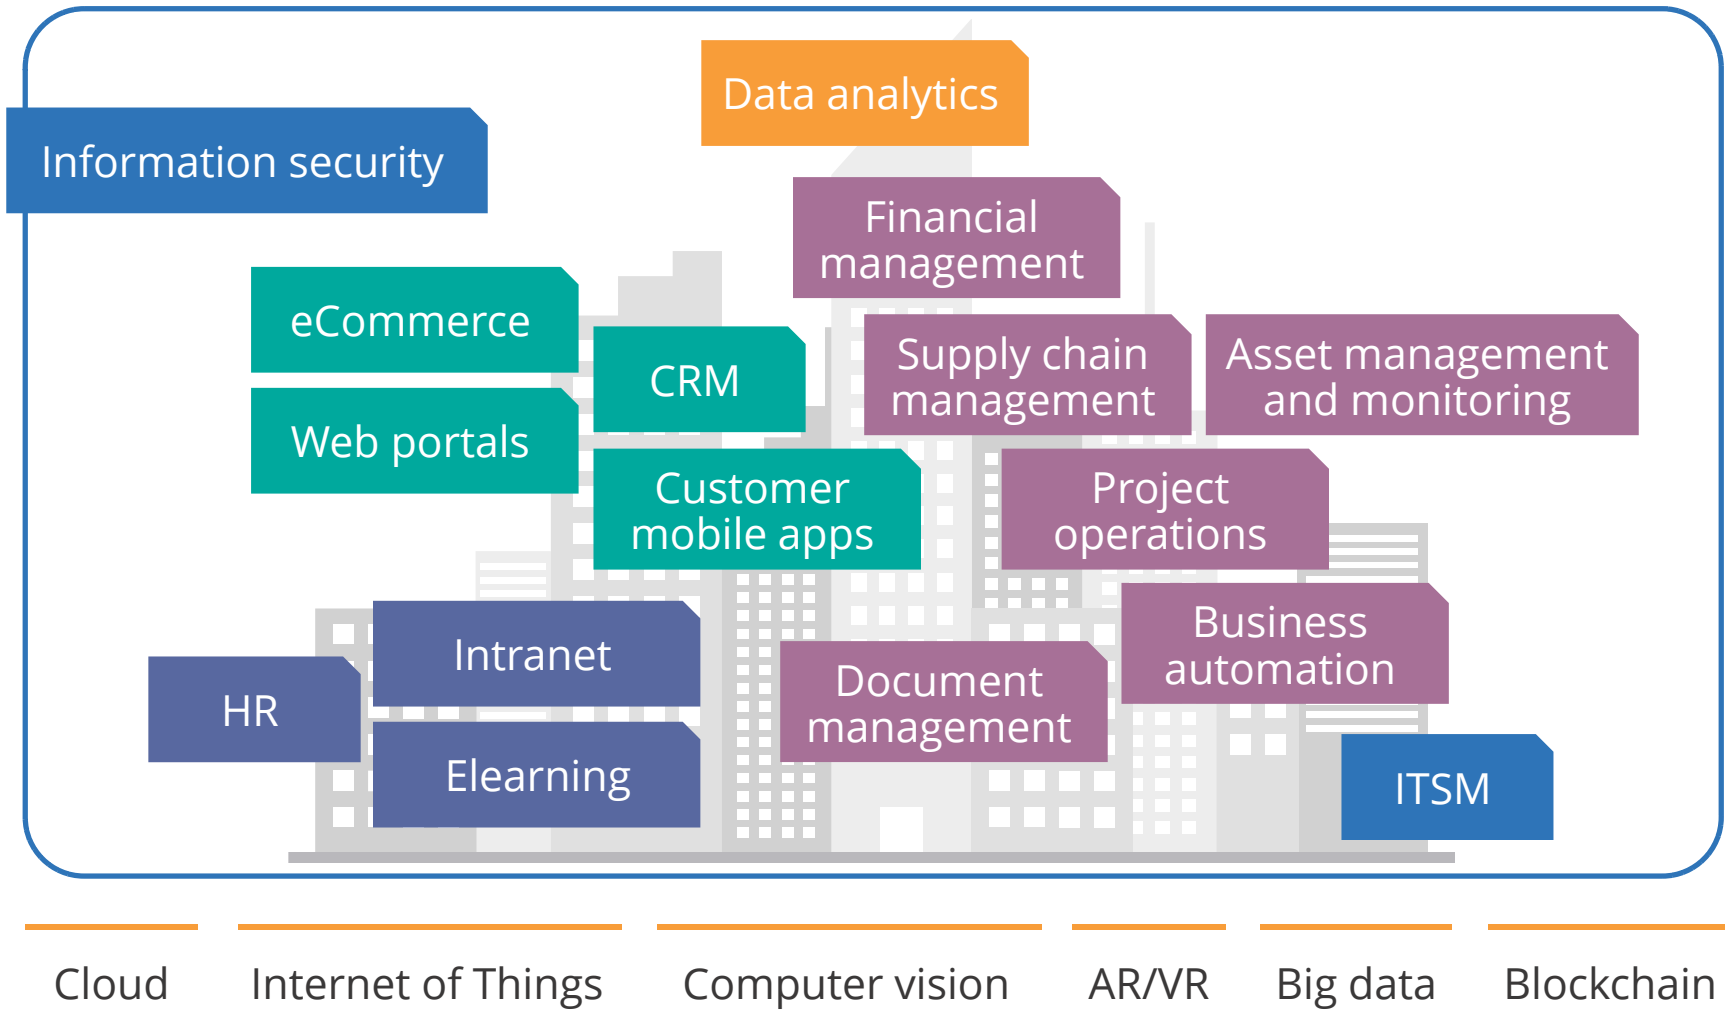 Data analytics
Information security
Financial
management
eCommerce
CRM
Supply chain
management
Asset management
and monitoring
Web portals
Customer
mobile apps
Project
operations
Intranet
Business
automation
HR
Document
management
Elearning
ITSM
Cloud
Internet of Things
Computer vision
AR/VR
Big data
Blockchain